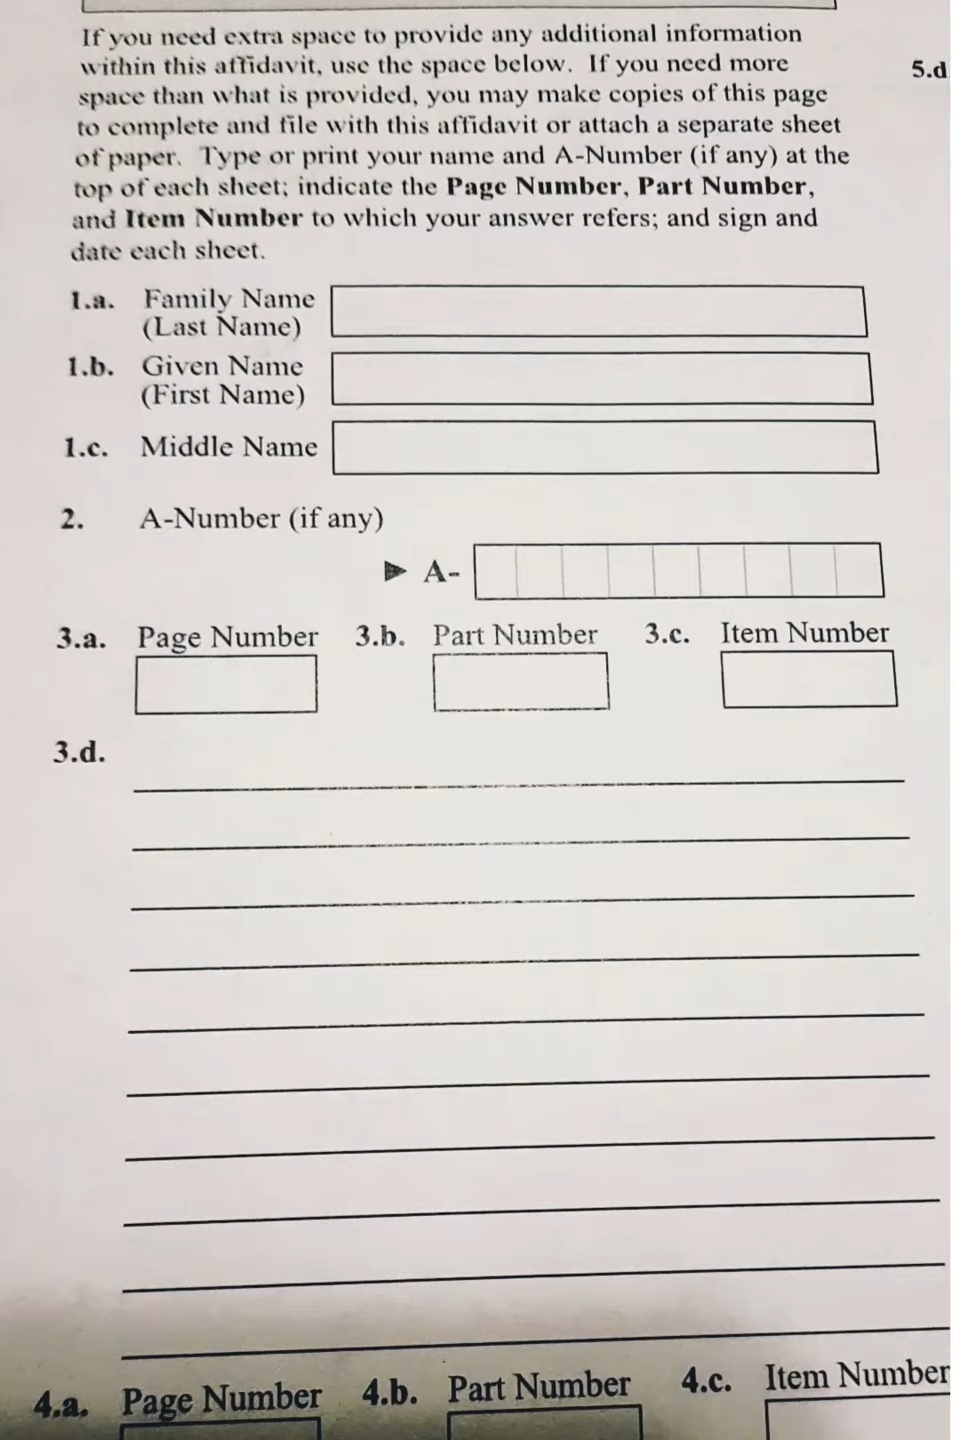 If you need extra space to provide any additional information
within this affidavit, use the space below. If you need more
space than what is provided, you may make copies of this page
to complete and file with this affidavit or attach a separate sheet
of paper. Type or print your name and A-Number (if any) at the
top of each sheet; indicate the Page Number, Part Number,
and Item Number to which your answer refers; and sign and
date each sheet.
5.d
1.a. Family Name
(Last Name)
1.b. Given Name
(First Name)
1.c. Middle Name
2. A-Number (if any)
► A-
3.a. Page Number 3.b. Part Number 3.c. Item Number
3.d.
4.a. Page Number 4.b. Part Number 4.c. Item Number